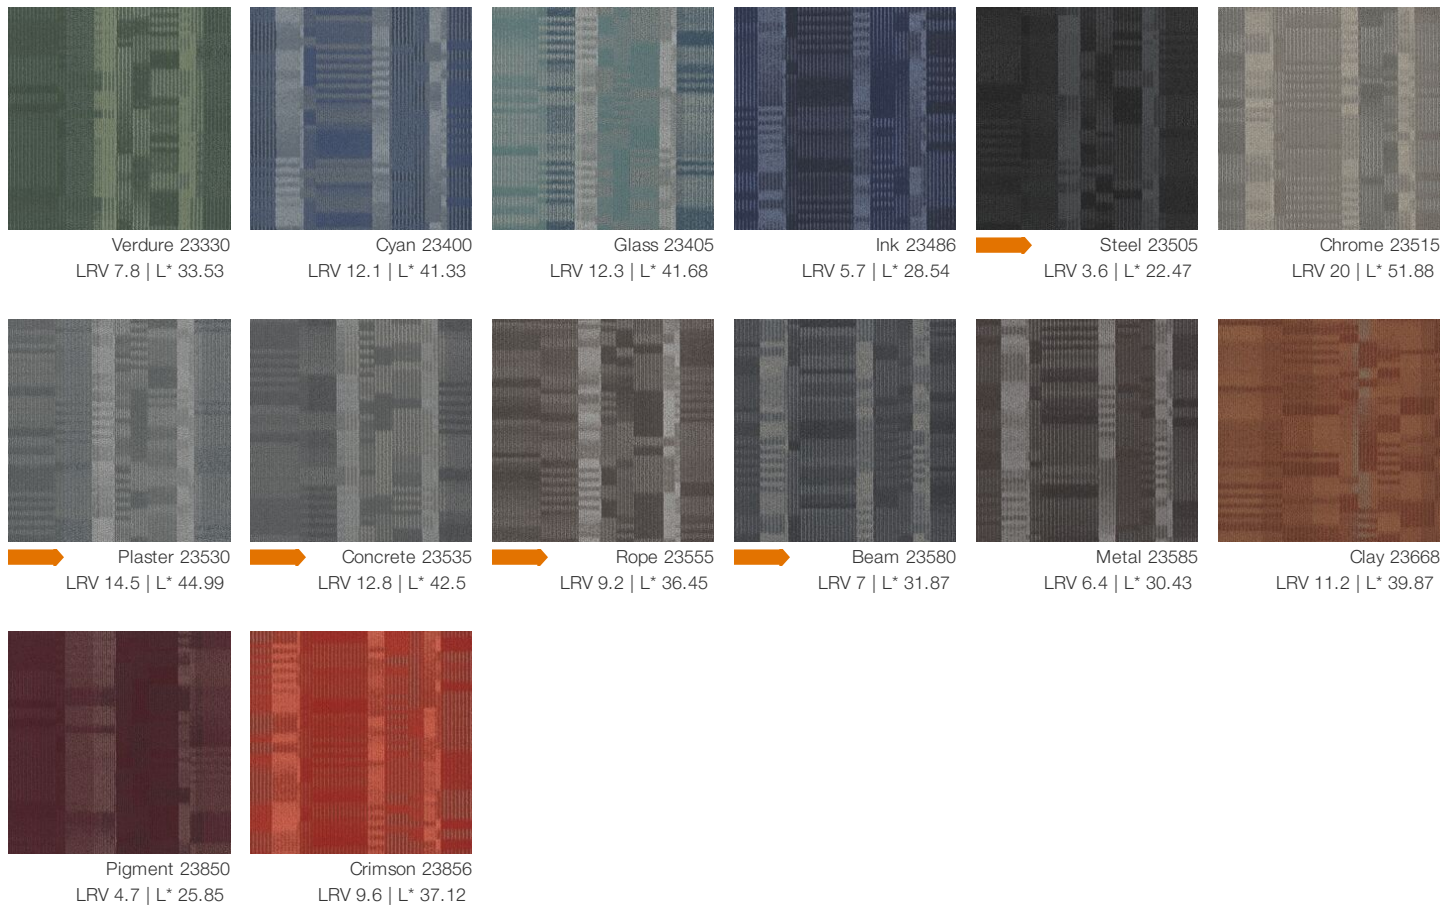 Verdure 23330
LRV 7.8 | L* 33.53
Cyan 23400
LRV 12.1 | L* 41.33
Glass 23405
LRV 12.3 | L* 41.68
Ink 23486
LRV 5.7 | L* 28.54
Steel 23505
LRV 3.6 | L* 22.47
Chrome 23515
LRV 20 | L* 51.88
Plaster 23530
LRV 14.5 | L* 44.99
Concrete 23535
LRV 12.8 | L* 42.5
Rope 23555
LRV 9.2 | L* 36.45
Beam 23580
LRV 7 | L* 31.87
Metal 23585
LRV 6.4 | L* 30.43
Clay 23668
LRV 11.2 | L* 39.87
Pigment 23850
LRV 4.7 | L* 25.85
Crimson 23856
LRV 9.6 | L* 37.12